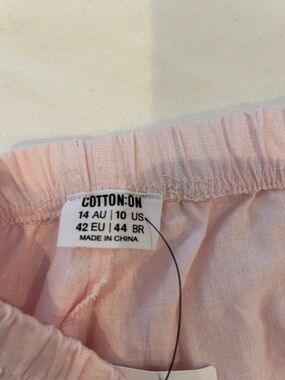 COTTON:ON
14 AU | 10 US
42 EU | 44 BR
MADE IN CHINA